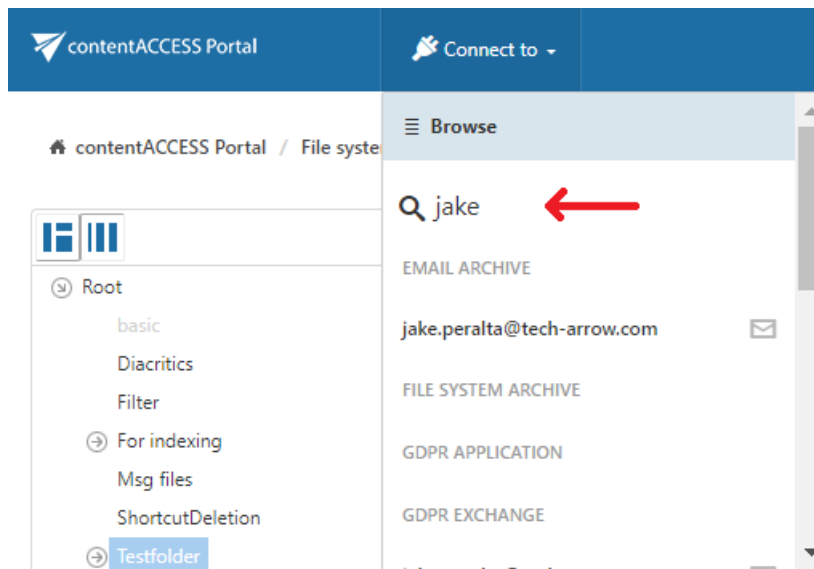 contentACCESS Portal
Connect to
Browse
contentACCESS Portal / File syste
jake
EMAIL ARCHIVE
jake.peralta@tech-arrow.com
FILE SYSTEM ARCHIVE
GDPR APPLICATION
GDPR EXCHANGE
Root
basic
Diacritics
Filter
For indexing
Msg files
ShortcutDeletion
Testfolder